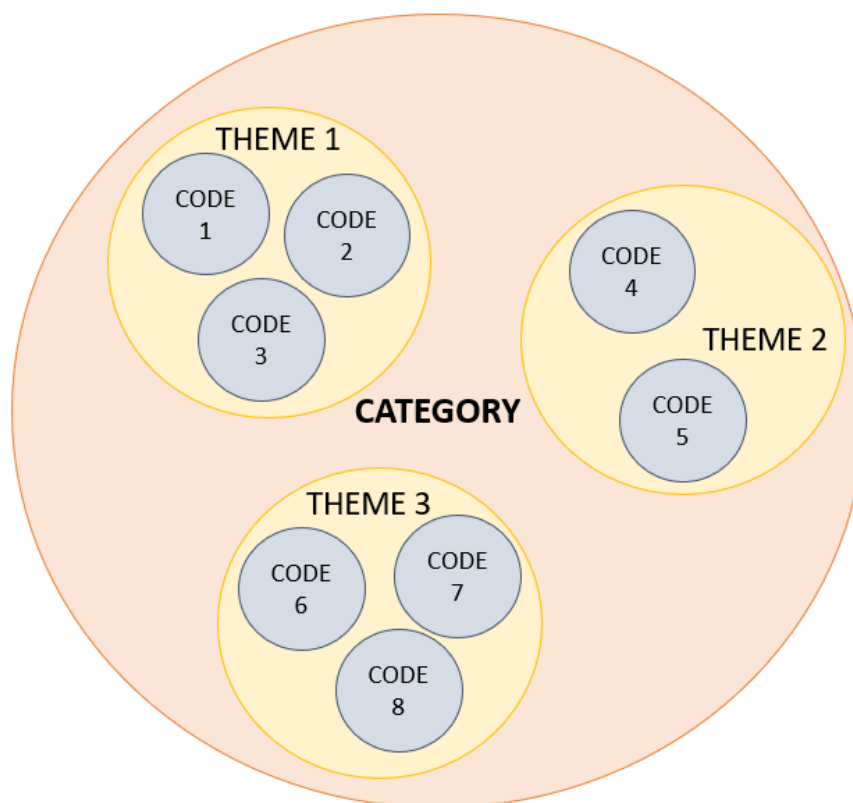 THEME 1
CODE
1
CODE
2
CODE
3
CODE
4
THEME 2
CODE
5
CATEGORY
THEME 3
CODE
6
CODE
7
CODE
8